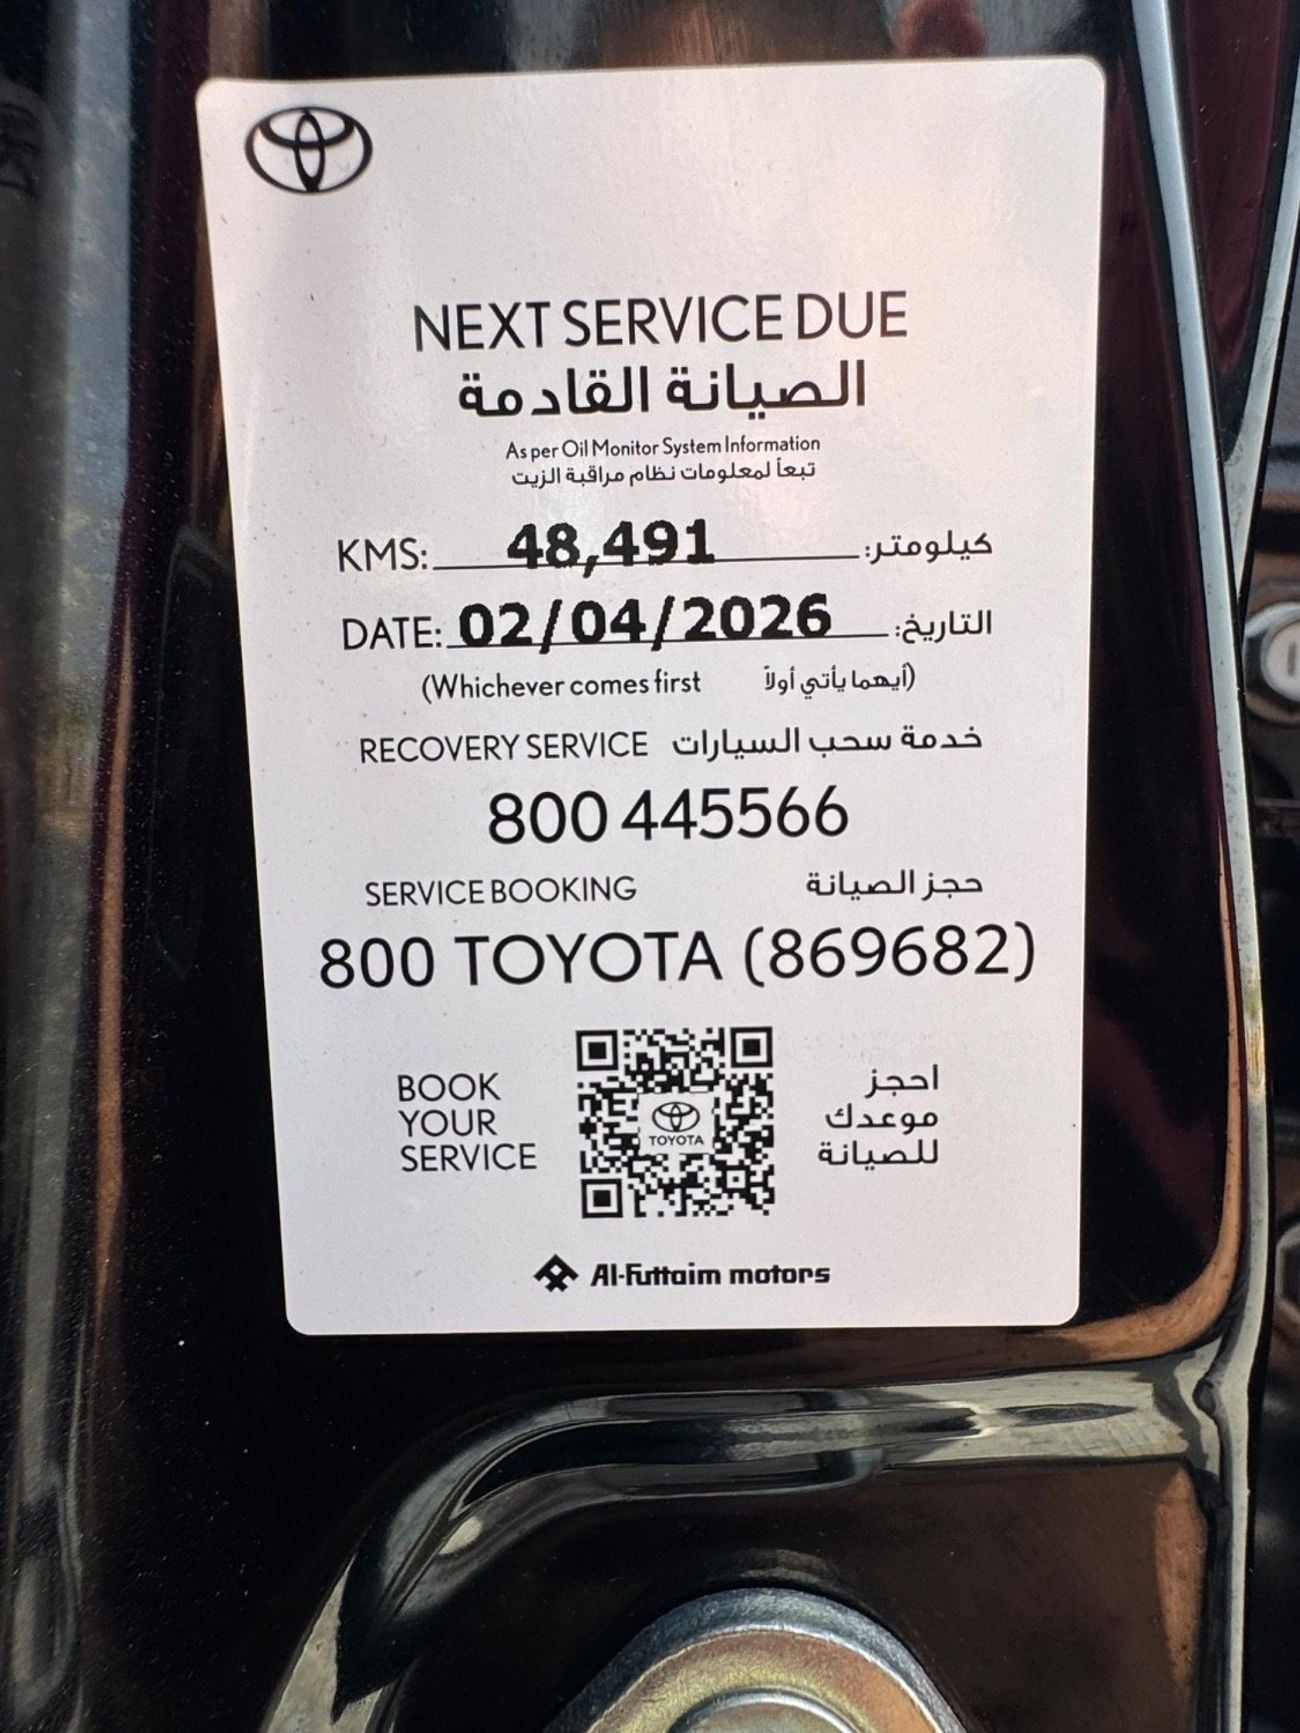 NEXT SERVICE DUE
الصيانة القادمة
As per Oil Monitor System Information
تبعاً لمعلومات نظام مراقبة الزيت
KMS: 48,491 كيلومتر:
DATE: 02/04/2026 التاريخ:
(Whichever comes first أيهما يأتي أولاً)
RECOVERY SERVICE خدمة سحب السيارات
800 445566
SERVICE BOOKING حجز الصيانة
800 TOYOTA (869682)
BOOK
YOUR
SERVICE
TOYOTA
احجز
موعدك
للصيانة
Al-Futtaim motors